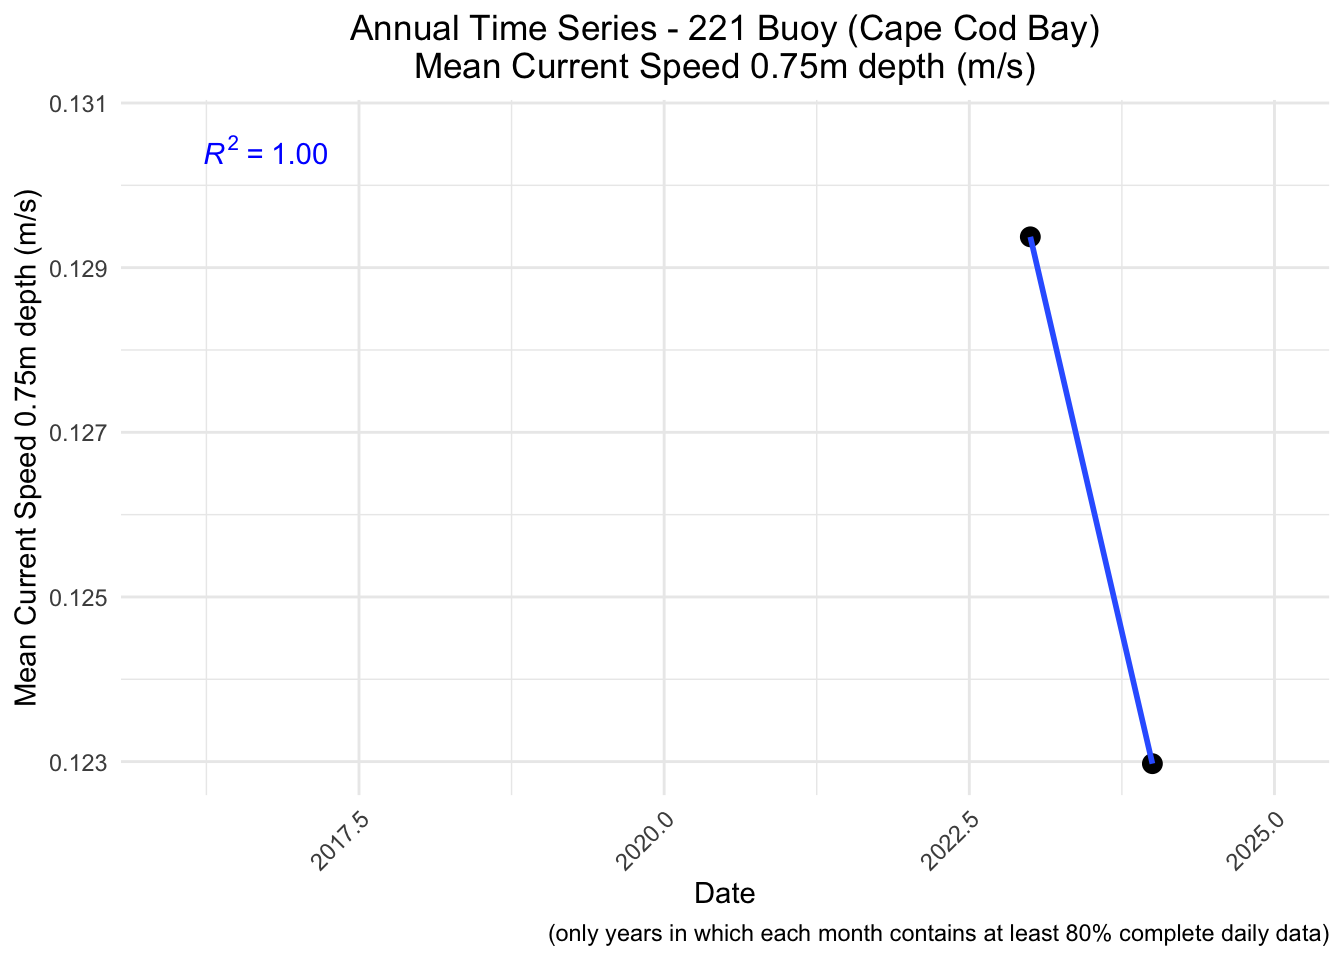 Annual Time Series - 221 Buoy (Cape Cod Bay)
Mean Current Speed 0.75m depth (m/s)
Mean Current Speed 0.75m depth (m/s)
0.131
0.129
0.127
0.125
0.123
R² = 1.00
2017.5
2020.0
2022.5
2025.0
Date
(only years in which each month contains at least 80% complete daily data)